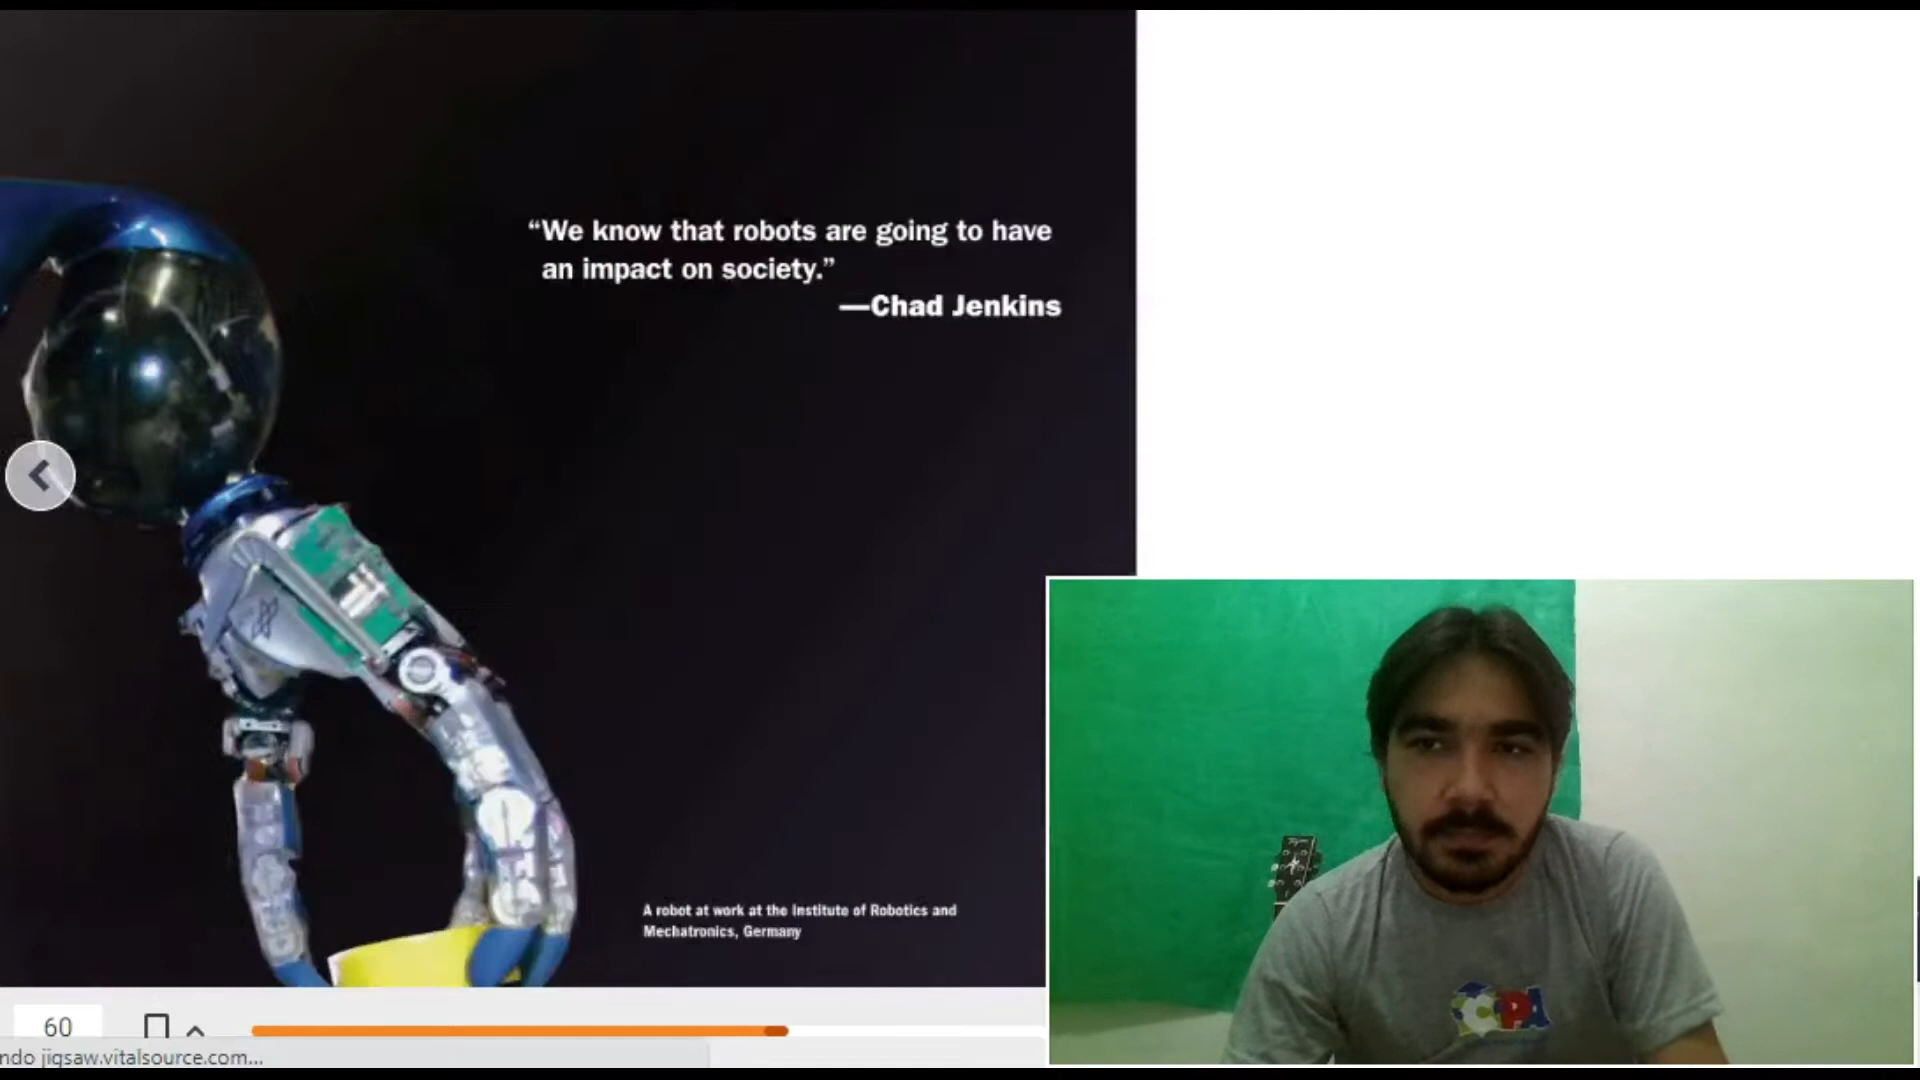 “We know that robots are going to have
an impact on society.”
—Chad Jenkins
A robot at work at the Institute of Robotics and
Mechatronics, Germany
60
ndo jigsaw.vitalsource.com...
CPA